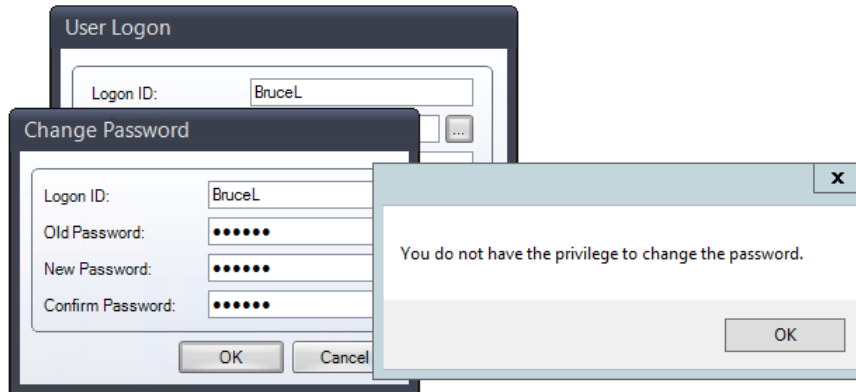 User Logon
Logon ID: BruceL
...
Change Password
Logon ID: BruceL
Old Password: ••••••
New Password: ••••••
Confirm Password: ••••••
OK Cancel
x
You do not have the privilege to change the password.
OK